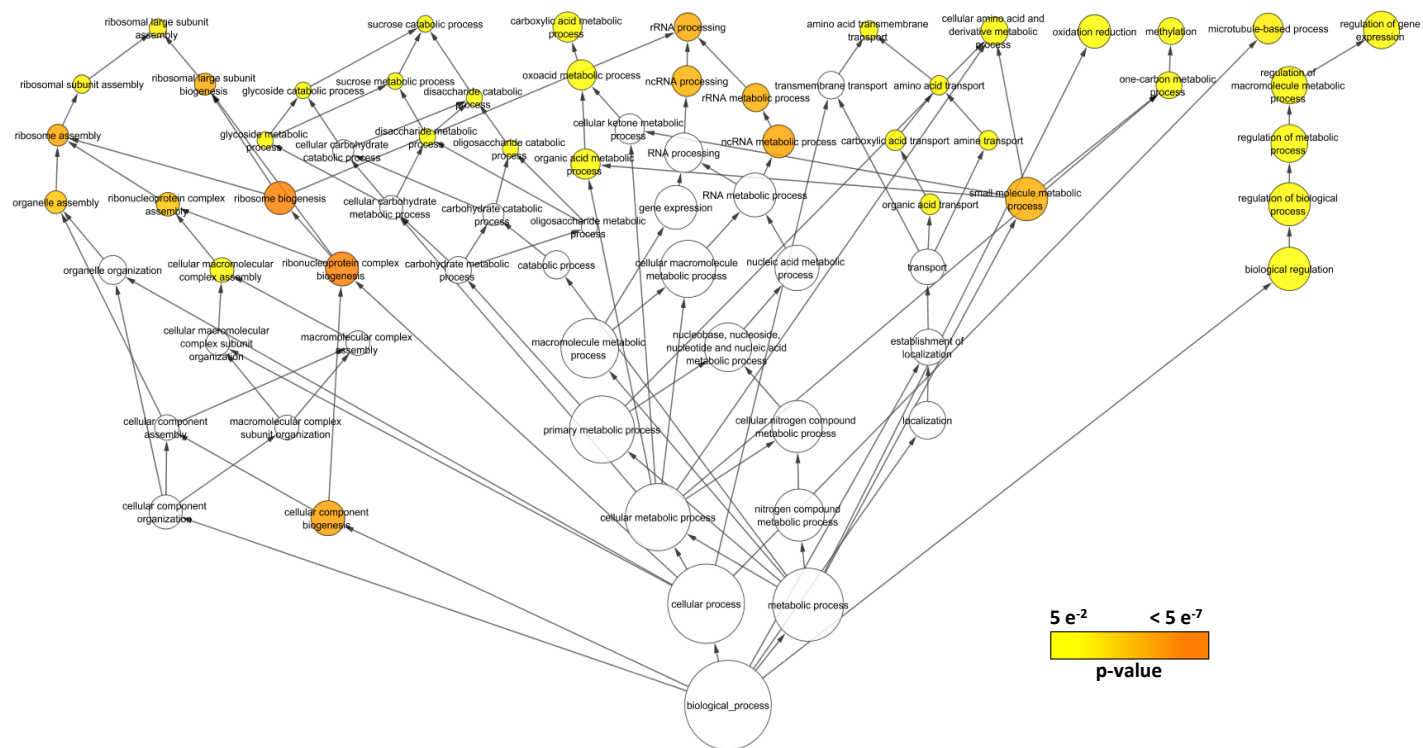 ribosomal large subunit
assembly
sucrose catabolic process
carboxylic acid metabolic
process
rRNA processing
amino acid transmembrane
transport
cellular amino acid and
derivative metabolic
process
oxidation reduction
methylation
microtubule-based process
regulation of gene
expression
ribosomal subunit assembly
ribosomal large subunit
biogenesis
sucrose metabolic process
glycoside catabolic process
disaccharide catabolic
process
oxoacid metabolic process
ncRNA processing
rRNA metabolic process
transmembrane transport
amino acid transport
one-carbon metabolic process
regulation of
macromolecule metabolic
process
ribosome assembly
glycoside metabolic
process
cellular carbohydrate
catabolic process
disaccharide metabolic
process
oligosaccharide catabolic
process
cellular ketone metabolic
process
organic acid metabolic
process
RNA processing
ncRNA metabolic process
carboxylic acid transport
amine transport
regulation of metabolic
process
organelle assembly
ribonucleoprotein complex
assembly
ribosome biogenesis
cellular carbohydrate
metabolic process
carbohydrate catabolic
process
oligosaccharide metabolic
process
gene expression
RNA metabolic process
organic acid transport
small molecule metabolic
process
regulation of biological
process
organelle organization
cellular macromolecular
complex assembly
ribonucleoprotein complex
biogenesis
carbohydrate metabolic
process
catabolic process
cellular macromolecule
metabolic process
nucleic acid metabolic
process
transport
biological regulation
cellular macromolecular
complex subunit
organization
macromolecular complex
assembly
macromolecule metabolic
process
nucleobase, nucleoside,
nucleotide and nucleic acid
metabolic process
establishment of
localization
cellular component
assembly
macromolecular complex
subunit organization
primary metabolic process
cellular nitrogen compound
metabolic process
localization
cellular component
organization
cellular component
biogenesis
cellular metabolic process
nitrogen compound
metabolic process
cellular process
metabolic process
5 e-2
< 5 e-7
p-value
biological_process